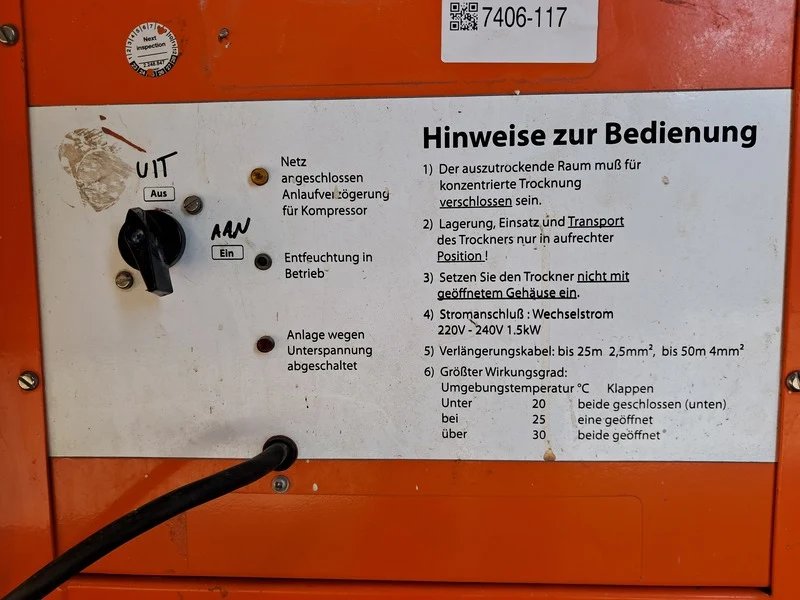 Next
inspection
7406-117
UIT
Aus
AAN
Ein
Netz
angeschlossen
Anlaufverzögerung
für Kompressor
Entfeuchtung in
Betrieb
Anlage wegen
Unterspannung
abgeschaltet
Hinweise zur Bedienung
1) Der auszutrockende Raum muß für
konzentrierte Trocknung
verschlossen sein.
2) Lagerung, Einsatz und Transport
des Trockners nur in aufrechter
Position !
3) Setzen Sie den Trockner nicht mit
geöffnetem Gehäuse ein.
4) Stromanschluß : Wechselstrom
220V - 240V 1.5kW
5) Verlängerungskabel: bis 25m 2,5mm², bis 50m 4mm²
6) Größter Wirkungsgrad:
Umgebungstemperatur °C Klappen
Unter 20 beide geschlossen (unten)
bei 25 eine geöffnet
über 30 beide geöffnet